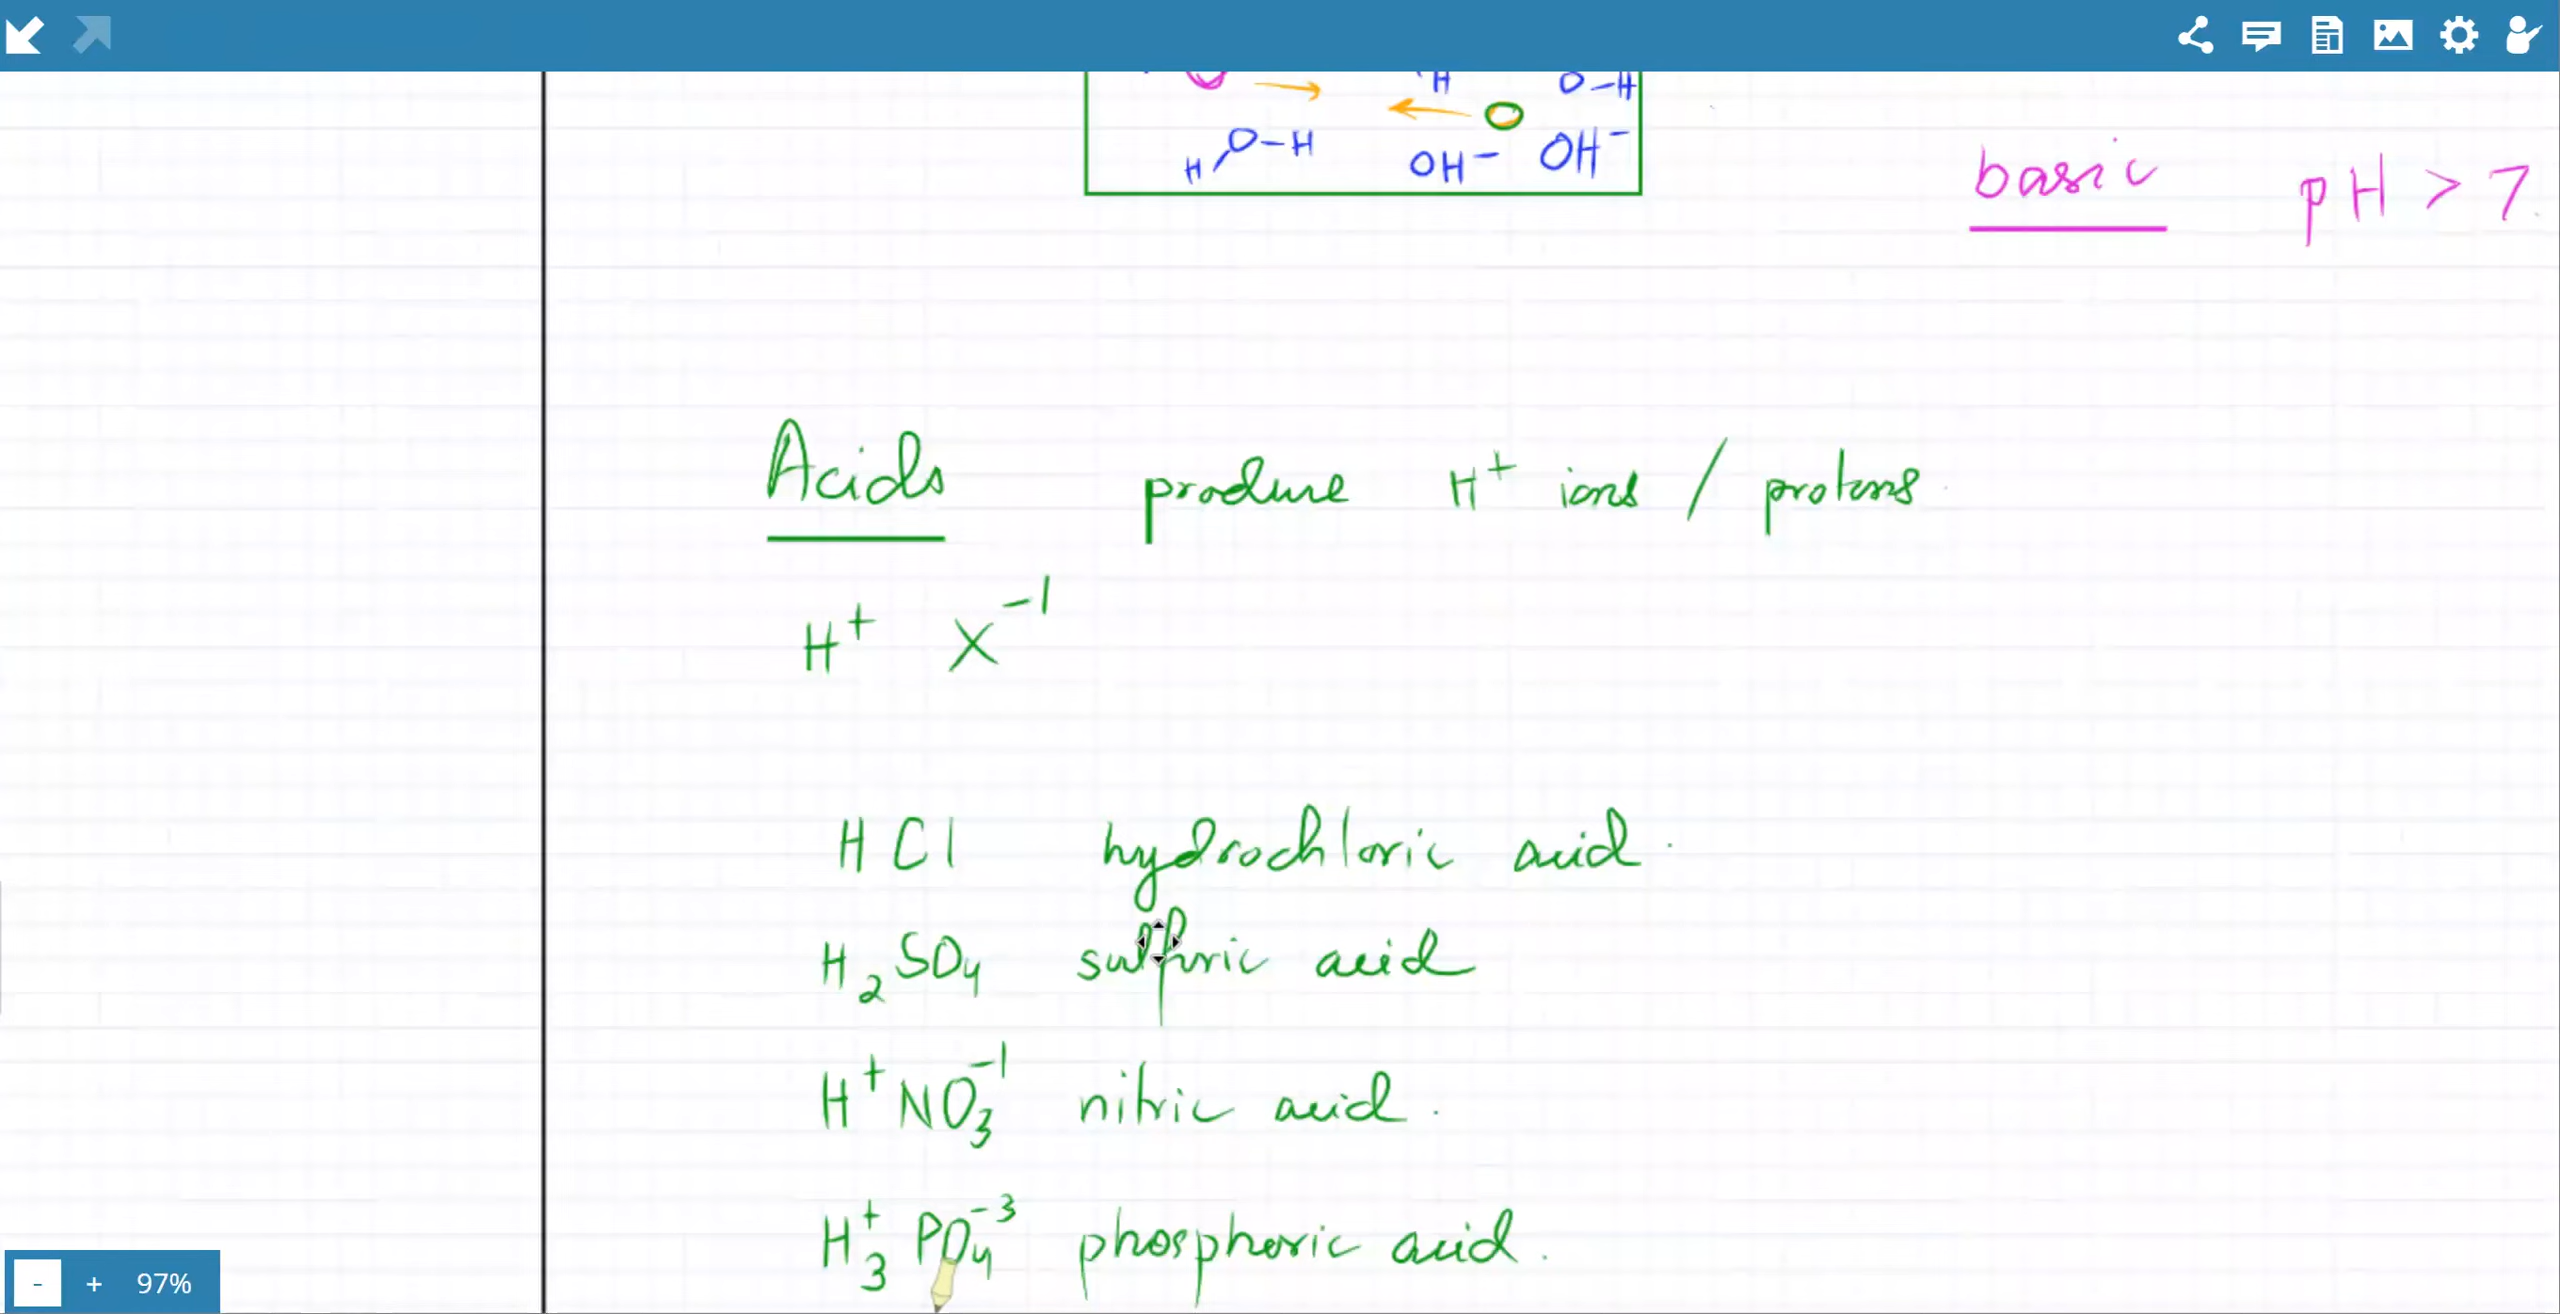 H O-H
H O-H OH⁻ OH⁻
basic pH > 7.
Acids produce H⁺ ions / protons
H⁺ X⁻¹
HCl hydrochloric acid.
H₂SO₄ sulfuric acid
H⁺NO₃⁻¹ nitric acid.
H₃⁺PO₄⁻³ phosphoric acid.
- + 97%